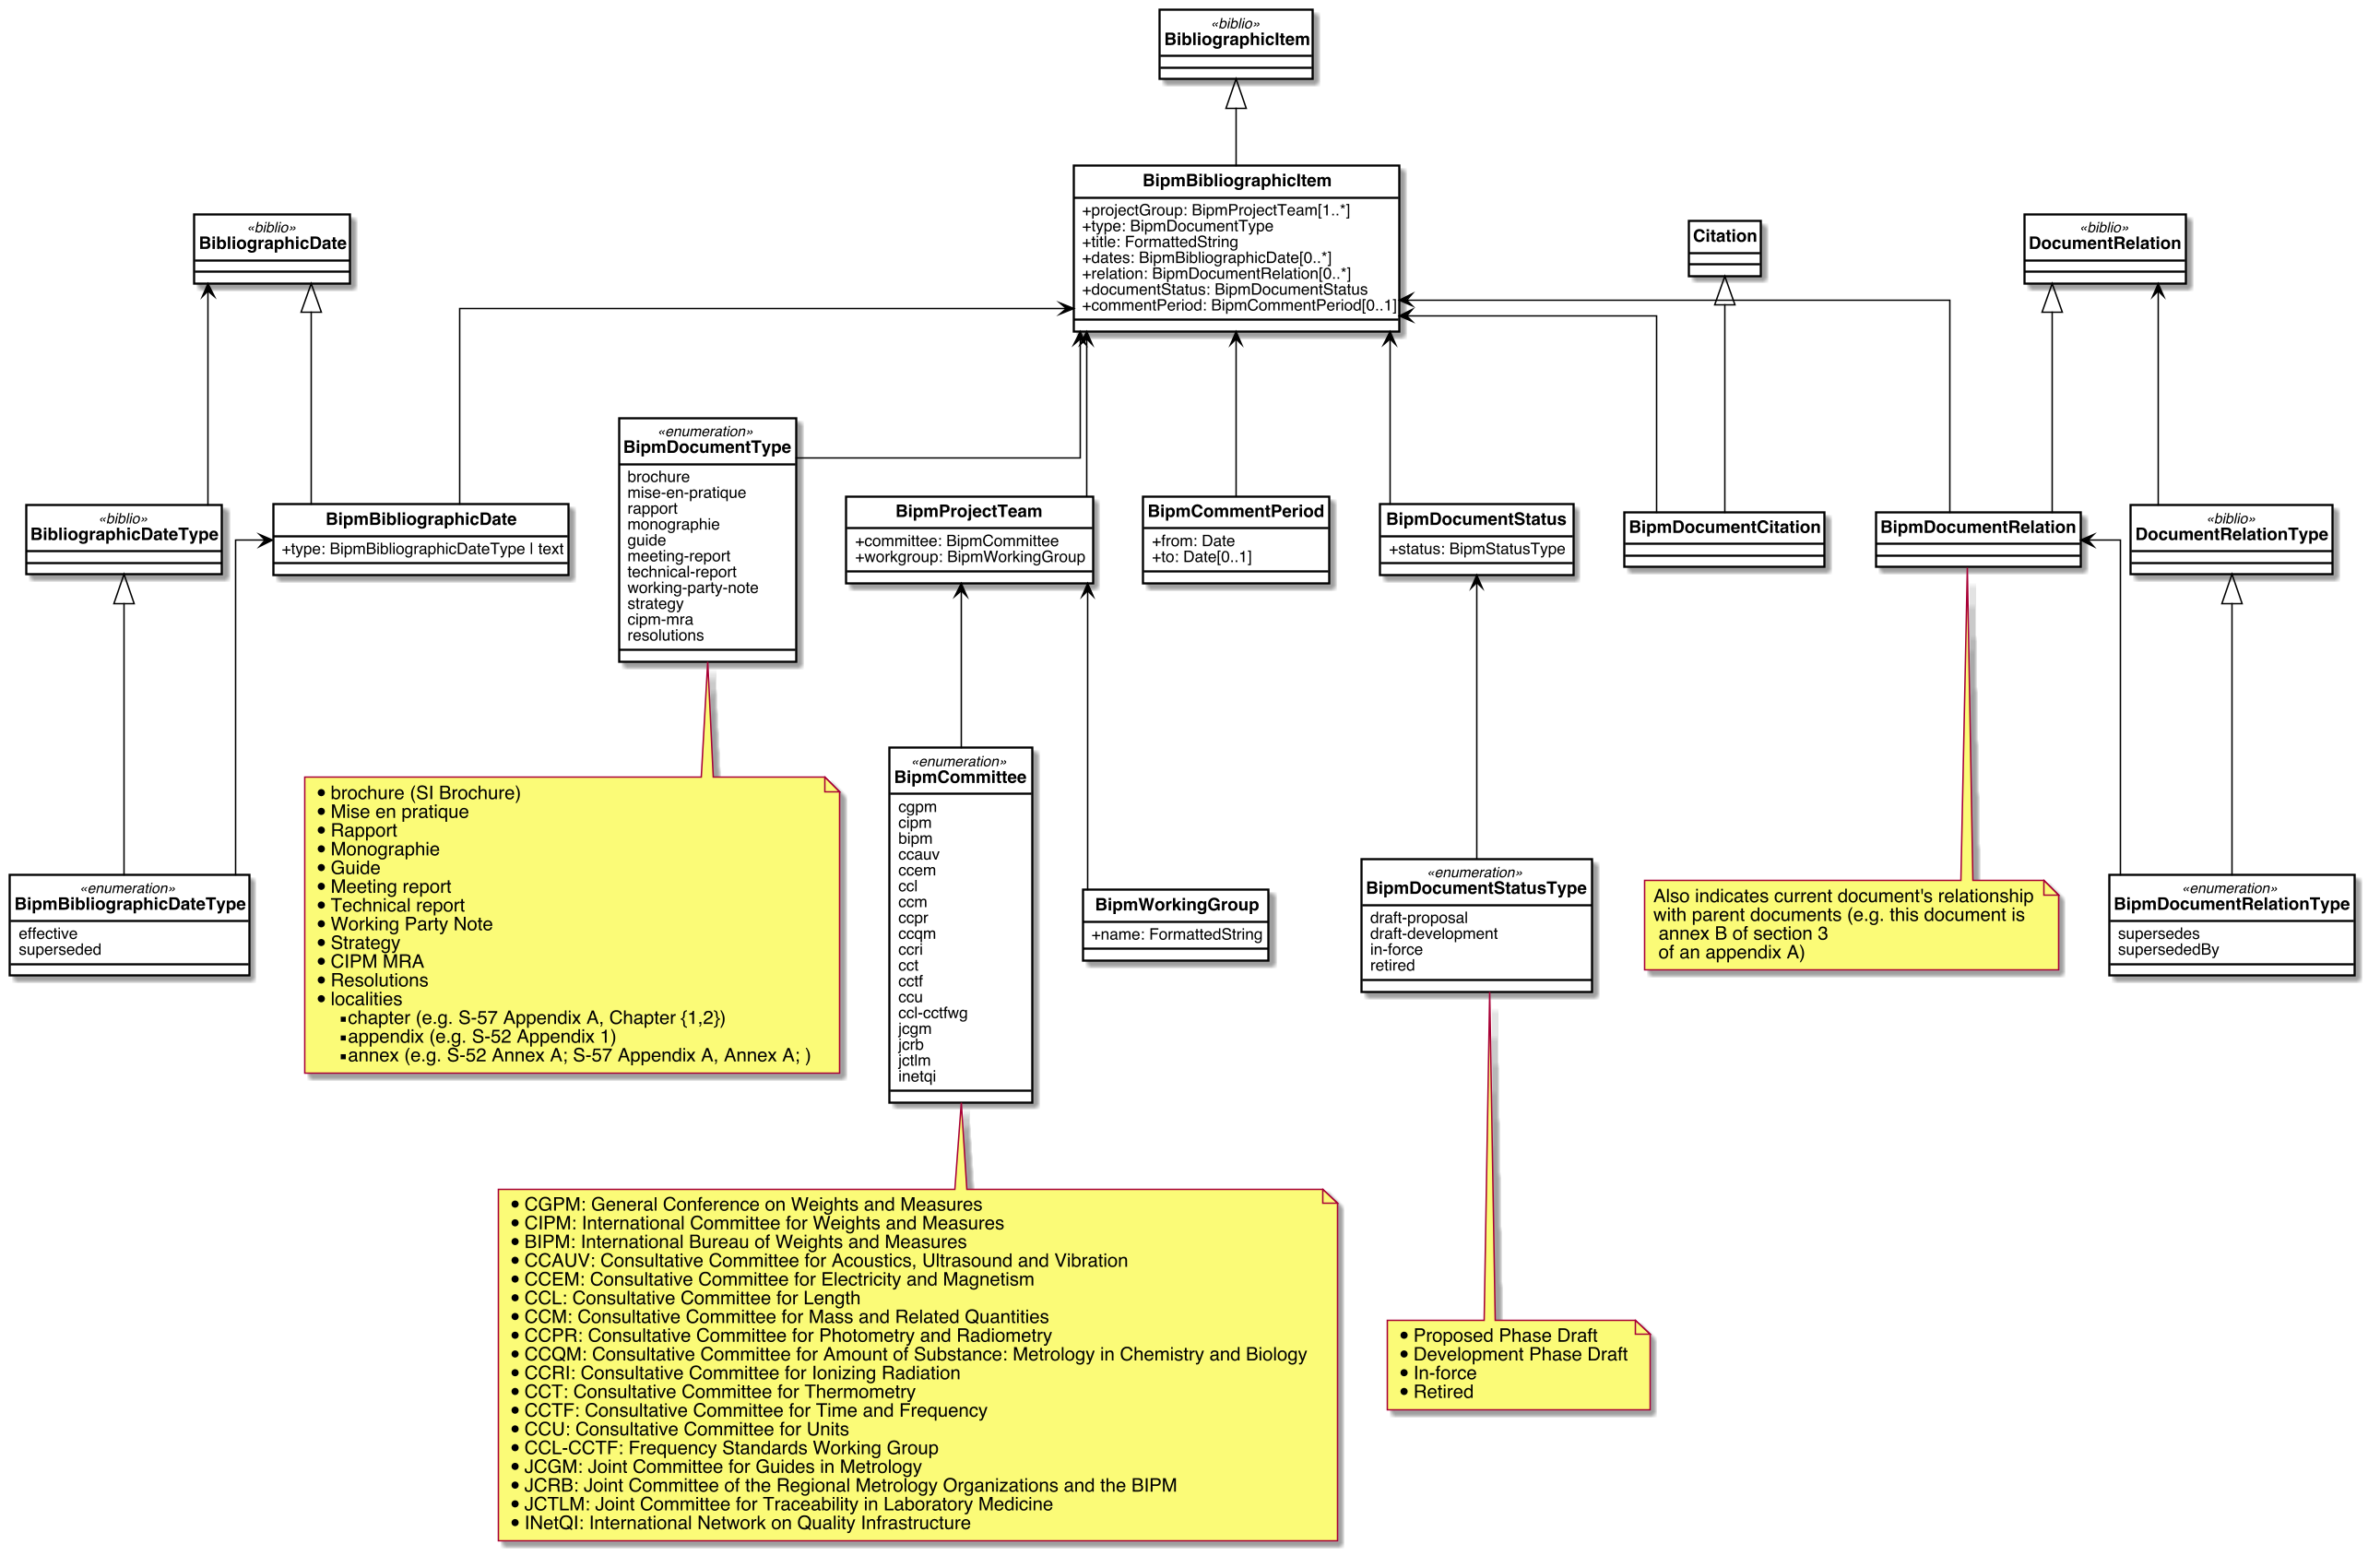 «biblio»
BibliographicItem
BipmBibliographicItem
+projectGroup: BipmProjectTeam[1..*]
+type: BipmDocumentType
+title: FormattedString
+dates: BipmBibliographicDate[0..*]
+relation: BipmDocumentRelation[0..*]
+documentStatus: BipmDocumentStatus
+commentPeriod: BipmCommentPeriod[0..1]
«biblio»
BibliographicDate
Citation
«biblio»
DocumentRelation
«biblio»
BibliographicDateType
BipmBibliographicDate
+type: BipmBibliographicDateType | text
«enumeration»
BipmDocumentType
brochure
mise-en-pratique
rapport
monographie
guide
meeting-report
technical-report
working-party-note
strategy
cipm-mra
resolutions
BipmProjectTeam
+committee: BipmCommittee
+workgroup: BipmWorkingGroup
BipmCommentPeriod
+from: Date
+to: Date[0..1]
BipmDocumentStatus
+status: BipmStatusType
BipmDocumentCitation
BipmDocumentRelation
«biblio»
DocumentRelationType
«enumeration»
BipmBibliographicDateType
effective
superseded
• brochure (SI Brochure)
• Mise en pratique
• Rapport
• Monographie
• Guide
• Meeting report
• Technical report
• Working Party Note
• Strategy
• CIPM MRA
• Resolutions
• localities
▪ chapter (e.g. S-57 Appendix A, Chapter {1,2})
▪ appendix (e.g. S-52 Appendix 1)
▪ annex (e.g. S-52 Annex A; S-57 Appendix A, Annex A; )
«enumeration»
BipmCommittee
cgpm
cipm
bipm
ccauv
ccem
ccl
ccm
ccpr
ccqm
ccri
cct
cctf
ccu
ccl-cctfwg
jcgm
jcrb
jctlm
inetqi
BipmWorkingGroup
+name: FormattedString
«enumeration»
BipmDocumentStatusType
draft-proposal
draft-development
in-force
retired
Also indicates current document's relationship
with parent documents (e.g. this document is
annex B of section 3
of an appendix A)
«enumeration»
BipmDocumentRelationType
supersedes
supersededBy
• CGPM: General Conference on Weights and Measures
• CIPM: International Committee for Weights and Measures
• BIPM: International Bureau of Weights and Measures
• CCAUV: Consultative Committee for Acoustics, Ultrasound and Vibration
• CCEM: Consultative Committee for Electricity and Magnetism
• CCL: Consultative Committee for Length
• CCM: Consultative Committee for Mass and Related Quantities
• CCPR: Consultative Committee for Photometry and Radiometry
• CCQM: Consultative Committee for Amount of Substance: Metrology in Chemistry and Biology
• CCRI: Consultative Committee for Ionizing Radiation
• CCT: Consultative Committee for Thermometry
• CCTF: Consultative Committee for Time and Frequency
• CCU: Consultative Committee for Units
• CCL-CCTF: Frequency Standards Working Group
• JCGM: Joint Committee for Guides in Metrology
• JCRB: Joint Committee of the Regional Metrology Organizations and the BIPM
• JCTLM: Joint Committee for Traceability in Laboratory Medicine
• INetQI: International Network on Quality Infrastructure
• Proposed Phase Draft
• Development Phase Draft
• In-force
• Retired